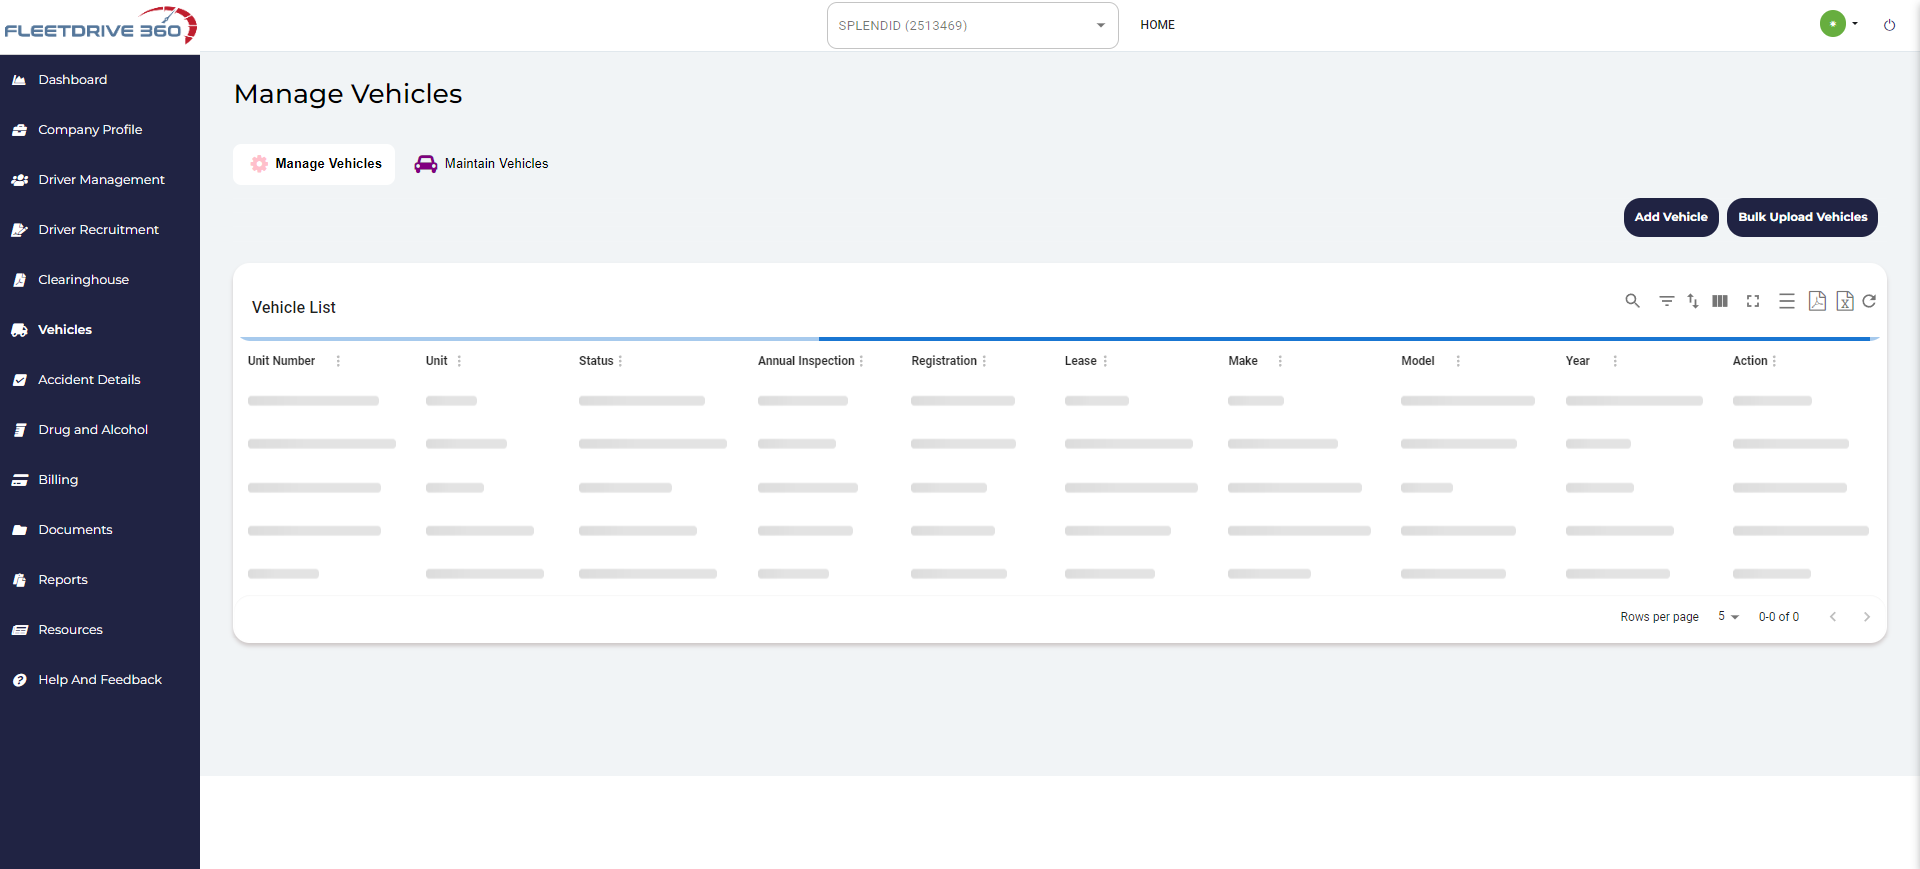 FLEETDRIVE 360
SPLENDID (2513469)
HOME
Dashboard
Company Profile
Driver Management
Driver Recruitment
Clearinghouse
Vehicles
Accident Details
Drug and Alcohol
Billing
Documents
Reports
Resources
Help And Feedback
Manage Vehicles
Manage Vehicles
Maintain Vehicles
Add Vehicle
Bulk Upload Vehicles
Vehicle List
Unit Number Unit Status Annual Inspection Registration Lease Make Model Year Action
Rows per page 5 0-0 of 0